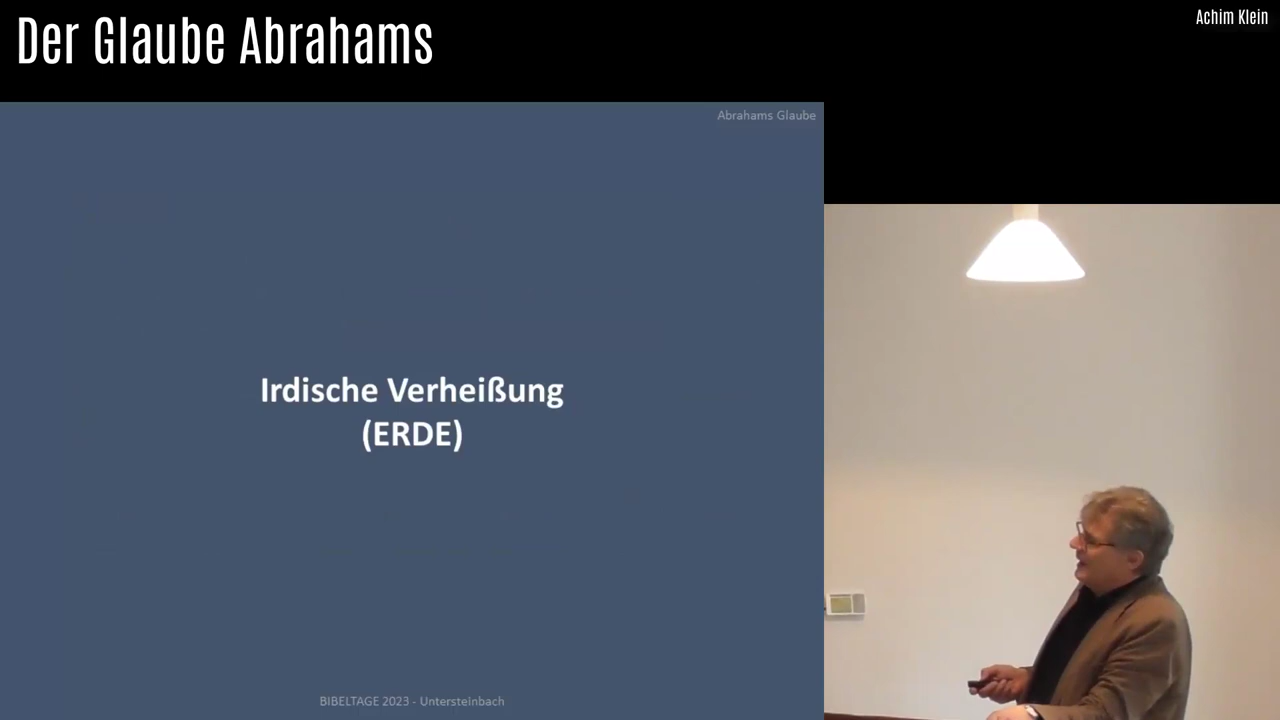 Der Glaube Abrahams
Achim Klein
Abrahams Glaube
Irdische Verheißung
(ERDE)
BIBELTAGE 2023 - Untersteinbach